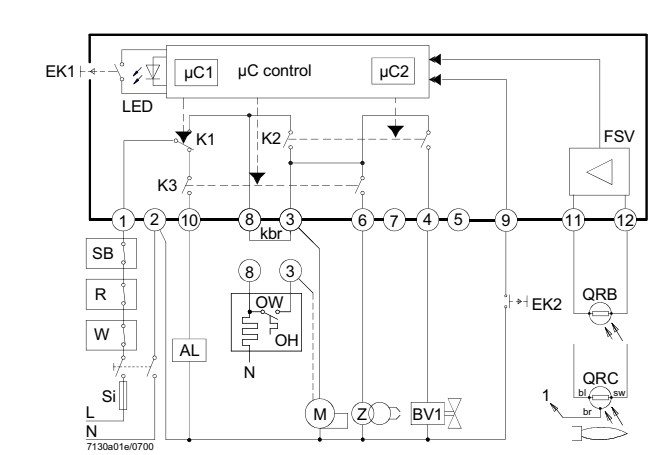 EK1
µC1
µC control
µC2
LED
K1
K2
FSV
K3
1
2
10
8
3
6
7
4
5
9
11
12
kbr
SB
R
W
Si
L
N
7130a01e/0700
AL
8
3
OW
OH
N
M
Z
BV1
EK2
QRB
QRC
bl
sw
br
1